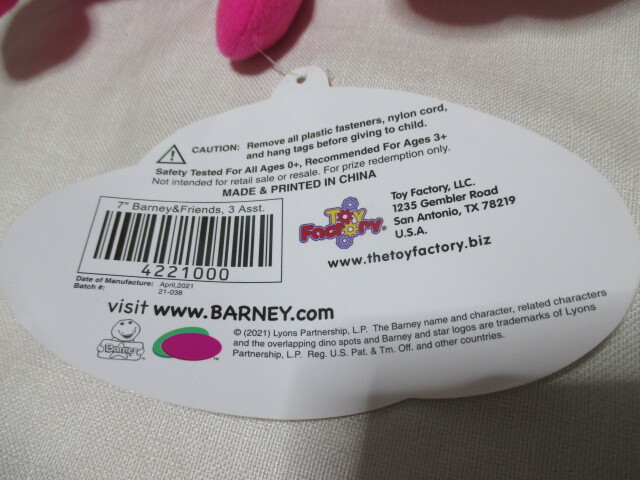 CAUTION: Remove all plastic fasteners, nylon cord,
and hang tags before giving to child.
Safety Tested For All Ages 0+, Recommended For Ages 3+
Not intended for retail sale or resale. For prize redemption only.
MADE & PRINTED IN CHINA
7" Barney&Friends, 3 Asst.
4221000
Date of Manufacture: April,2021
Batch #: 21-038
Toy Factory®
Toy Factory, LLC.
1235 Gembler Road
San Antonio, TX 78219
U.S.A.
www.thetoyfactory.biz
visit www.BARNEY.com
Barney™
™
© (2021) Lyons Partnership, L.P. The Barney name and character, related characters
and the overlapping dino spots and Barney and star logos are trademarks of Lyons
Partnership, L.P. Reg. U.S. Pat. & Tm. Off. and other countries.